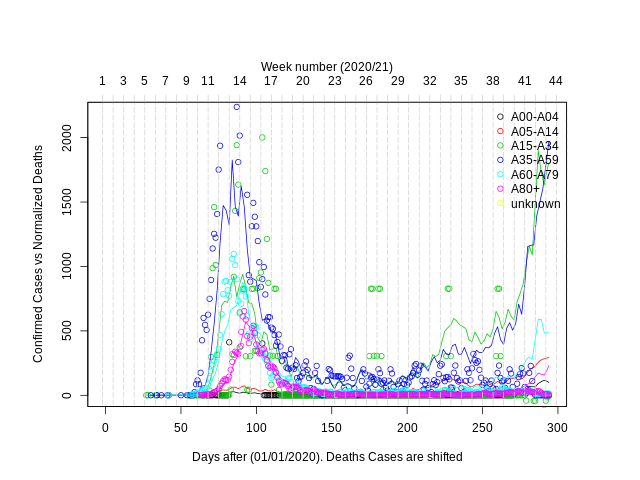 Week number (2020/21)
1 3 5 7 9 11 14 17 20 23 26 29 32 35 38 41 44
Confirmed Cases vs Normalized Deaths
2000
1500
1000
500
0
A00-A04
A05-A14
A15-A34
A35-A59
A60-A79
A80+
unknown
0 50 100 150 200 250 300
Days after (01/01/2020). Deaths Cases are shifted